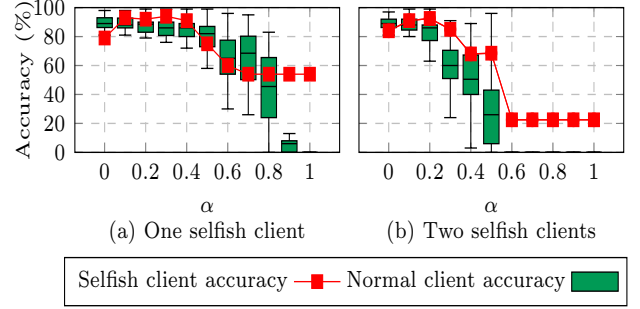 100
80
60
40
20
0
Accuracy (%)
0 0.2 0.4 0.6 0.8 1
0 0.2 0.4 0.6 0.8 1
α α
(a) One selfish client
(b) Two selfish clients
Selfish client accuracy Normal client accuracy